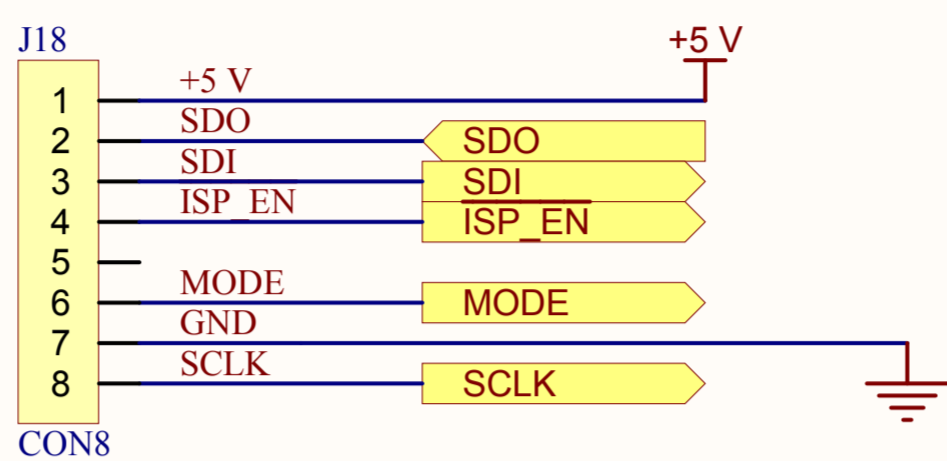 J18
+5 V
1 +5 V
2 SDO SDO
3 SDI SDI
4 ISP_EN ISP_EN
5
6 MODE MODE
7 GND
8 SCLK SCLK
CON8